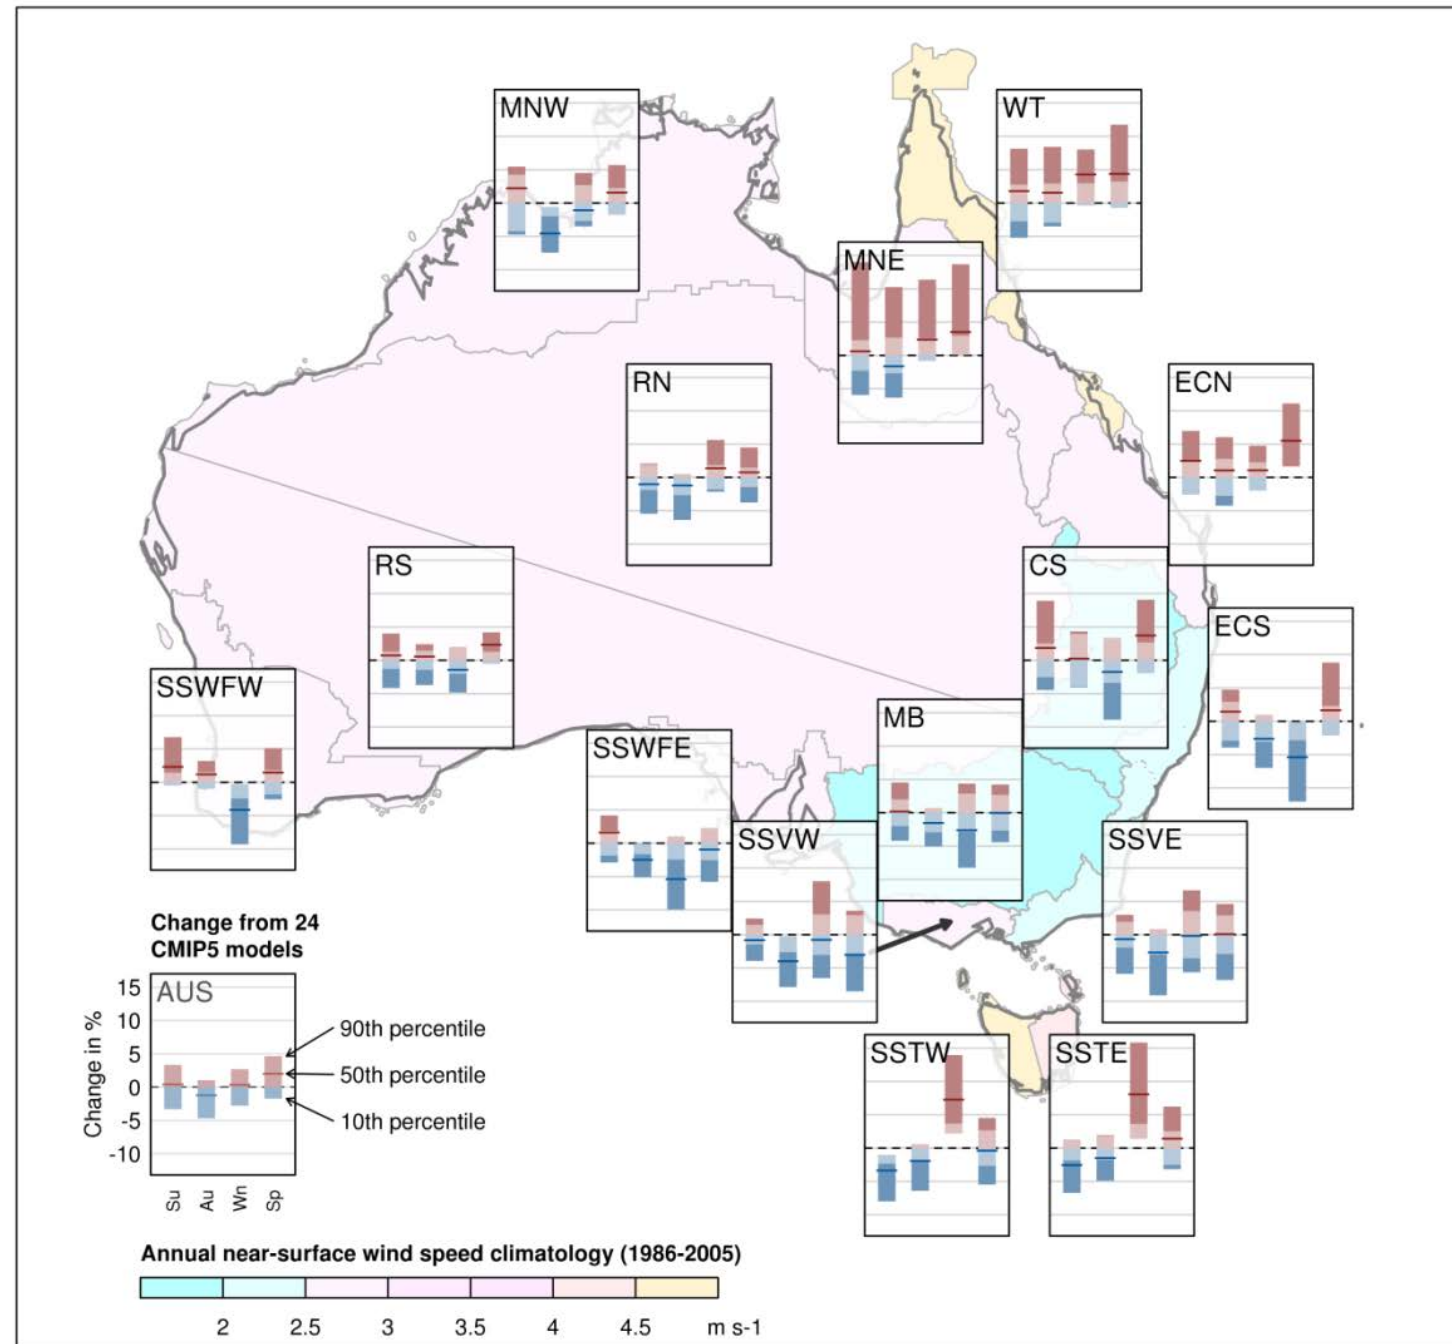 MNW
WT
MNE
RN
ECN
RS
CS
ECS
SSWFW
MB
SSWFE
SSVW
SSVE
Change from 24
CMIP5 models
AUS
15
10
5
0
-5
-10
Change in %
90th percentile
50th percentile
10th percentile
Su
Au
Wn
Sp
SSTW
SSTE
Annual near-surface wind speed climatology (1986-2005)
2
2.5
3
3.5
4
4.5
m s-1